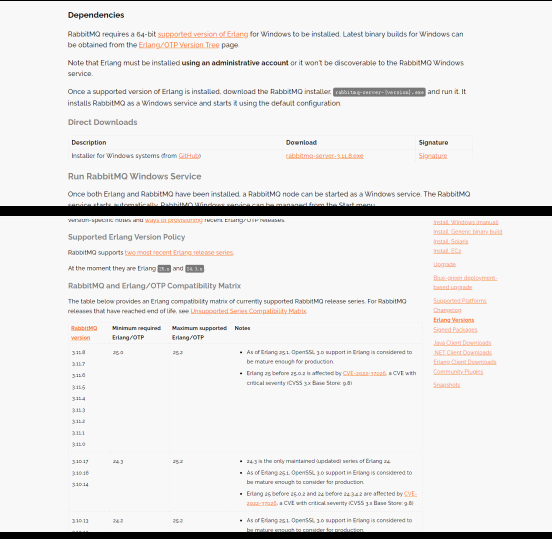 Dependencies
RabbitMQ requires a 64-bit supported version of Erlang for Windows to be installed. Latest binary builds for Windows can
be obtained from the Erlang/OTP Version Tree page.
Note that Erlang must be installed using an administrative account or it won't be discoverable to the RabbitMQ Windows
service.
Once a supported version of Erlang is installed, download the RabbitMQ installer, rabbitmq-server-{version}.exe and run it. It
installs RabbitMQ as a Windows service and starts it using the default configuration.
Direct Downloads
Description Download Signature
Installer for Windows systems (from GitHub) rabbitmq-server-3.11.8.exe Signature
Run RabbitMQ Windows Service
Once both Erlang and RabbitMQ have been installed, a RabbitMQ node can be started as a Windows service. The RabbitMQ
service starts automatically. RabbitMQ Windows service can be managed from the Start menu.
version-specific notes and ways of provisioning recent Erlang/OTP releases
Supported Erlang Version Policy
RabbitMQ supports two most recent Erlang release series.
At the moment they are Erlang 25.x and 24.3.x
RabbitMQ and Erlang/OTP Compatibility Matrix
The table below provides an Erlang compatibility matrix of currently supported RabbitMQ release series. For RabbitMQ
releases that have reached end of life, see Unsupported Series Compatibility Matrix.
RabbitMQ version Minimum required Erlang/OTP Maximum supported Erlang/OTP Notes
3.11.8
3.11.7
3.11.6
3.11.5
3.11.4
3.11.3
3.11.2
3.11.1
3.11.0
25.0
25.2
• As of Erlang 25.1, OpenSSL 3.0 support in Erlang is considered to
be mature enough for production.
• Erlang 25 before 25.0.2 is affected by CVE-2022-37026, a CVE with
critical severity (CVSS 3.x Base Store: 9.8)
3.10.17
3.10.16
3.10.14
24.3
25.2
• 24.3 is the only maintained (updated) series of Erlang 24.
• As of Erlang 25.1, OpenSSL 3.0 support in Erlang is considered to
be mature enough to consider for production.
• Erlang 25 before 25.0.2 and 24 before 24.3.4.2 are affected by CVE-
2022-37026, a CVE with critical severity (CVSS 3.x Base Store: 9.8)
3.10.13
24.2
25.2
• As of Erlang 25.1, OpenSSL 3.0 support in Erlang is considered to
be mature enough to consider for production.
Install: Windows (manual)
Install: Generic binary build
Install: Solaris
Install: EC2
Upgrade
Blue-green deployment-
based upgrade
Supported Platforms
Changelog
Erlang Versions
Signed Packages
Java Client Downloads
.NET Client Downloads
Erlang Client Downloads
Community Plugins
Snapshots